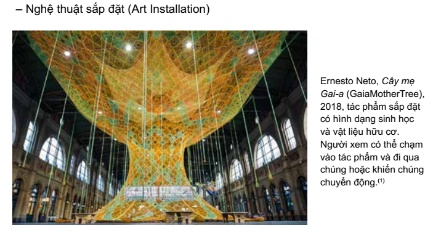 – Nghệ thuật sắp đặt (Art Installation)
Ernesto Neto, Cây mẹ
Gai-a (GaiaMotherTree),
2018, tác phẩm sắp đặt
có hình dạng sinh học
và vật liệu hữu cơ.
Người xem có thể chạm
vào tác phẩm và đi qua
chúng hoặc khiến chúng
chuyển động.(1)